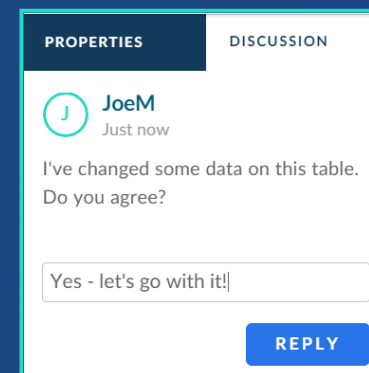 PROPERTIES DISCUSSION
J
JoeM
Just now
I've changed some data on this table.
Do you agree?
Yes - let's go with it!
REPLY